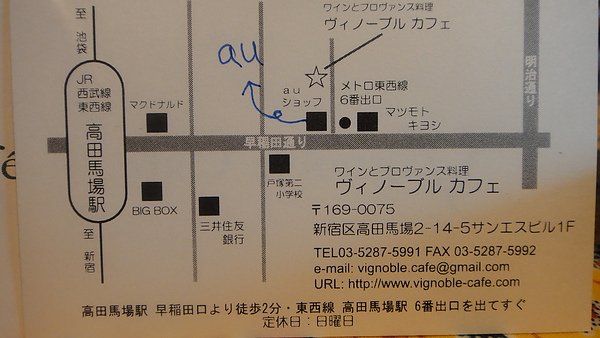 至
池袋
JR
西武線
東西線
高田馬場駅
至
新宿
マクドナルド
BIG BOX
三井住友
銀行
au
au
ショップ
ワインとプロヴァンス料理
ヴィノーブル カフェ
メトロ東西線
6番出口
マツモト
キヨシ
明治通り
早稲田通り
戸塚第二
小学校
ワインとプロヴァンス料理
ヴィノーブル カフェ
〒169-0075
新宿区高田馬場2-14-5サンエスビル1F
TEL03-5287-5991 FAX 03-5287-5992
e-mail: vignoble.cafe@gmail.com
URL: http://www.vignoble-cafe.com
高田馬場駅 早稲田口より徒歩2分・東西線 高田馬場駅 6番出口を出てすぐ
定休日：日曜日